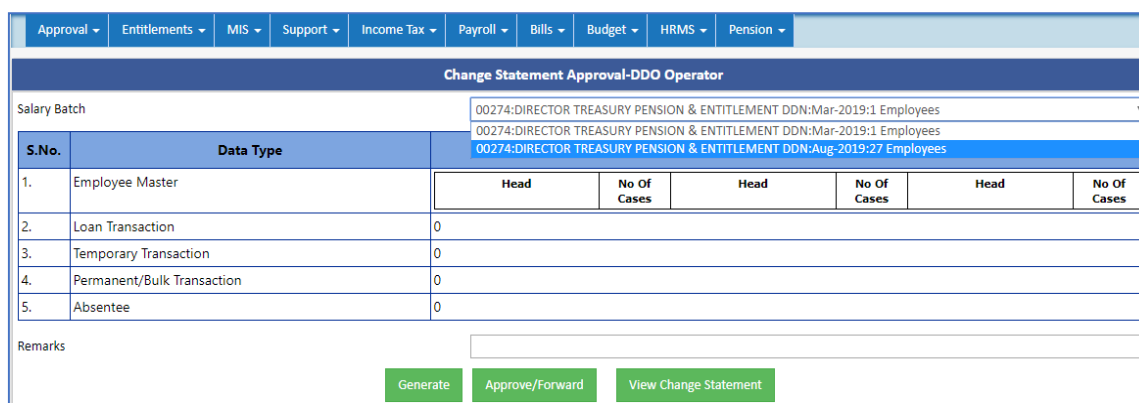 Approval Entitlements MIS Support Income Tax Payroll Bills Budget HRMS Pension
Change Statement Approval-DDO Operator
Salary Batch
00274:DIRECTOR TREASURY PENSION & ENTITLEMENT DDN:Mar-2019:1 Employees
00274:DIRECTOR TREASURY PENSION & ENTITLEMENT DDN:Mar-2019:1 Employees
00274:DIRECTOR TREASURY PENSION & ENTITLEMENT DDN:Aug-2019:27 Employees
S.No. Data Type
1. Employee Master Head No Of Cases Head No Of Cases Head No Of Cases
2. Loan Transaction 0
3. Temporary Transaction 0
4. Permanent/Bulk Transaction 0
5. Absentee 0
Remarks
Generate Approve/Forward View Change Statement